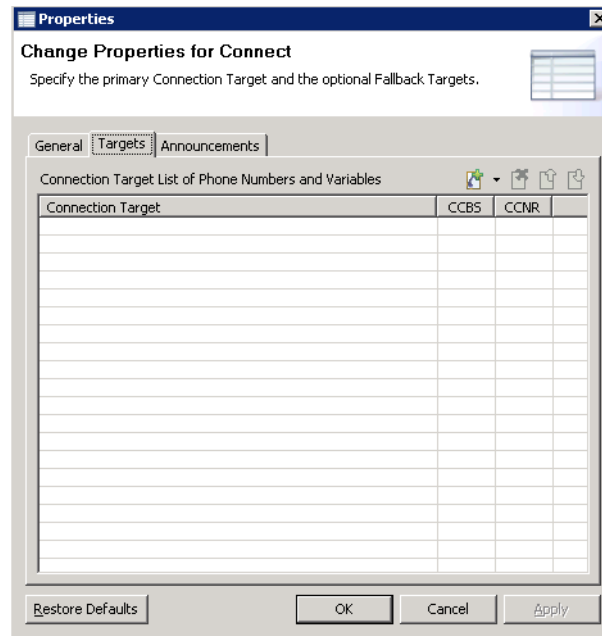 Properties
Change Properties for Connect
Specify the primary Connection Target and the optional Fallback Targets.
General Targets Announcements
Connection Target List of Phone Numbers and Variables
Connection Target CCBS CCNR
Restore Defaults OK Cancel Apply